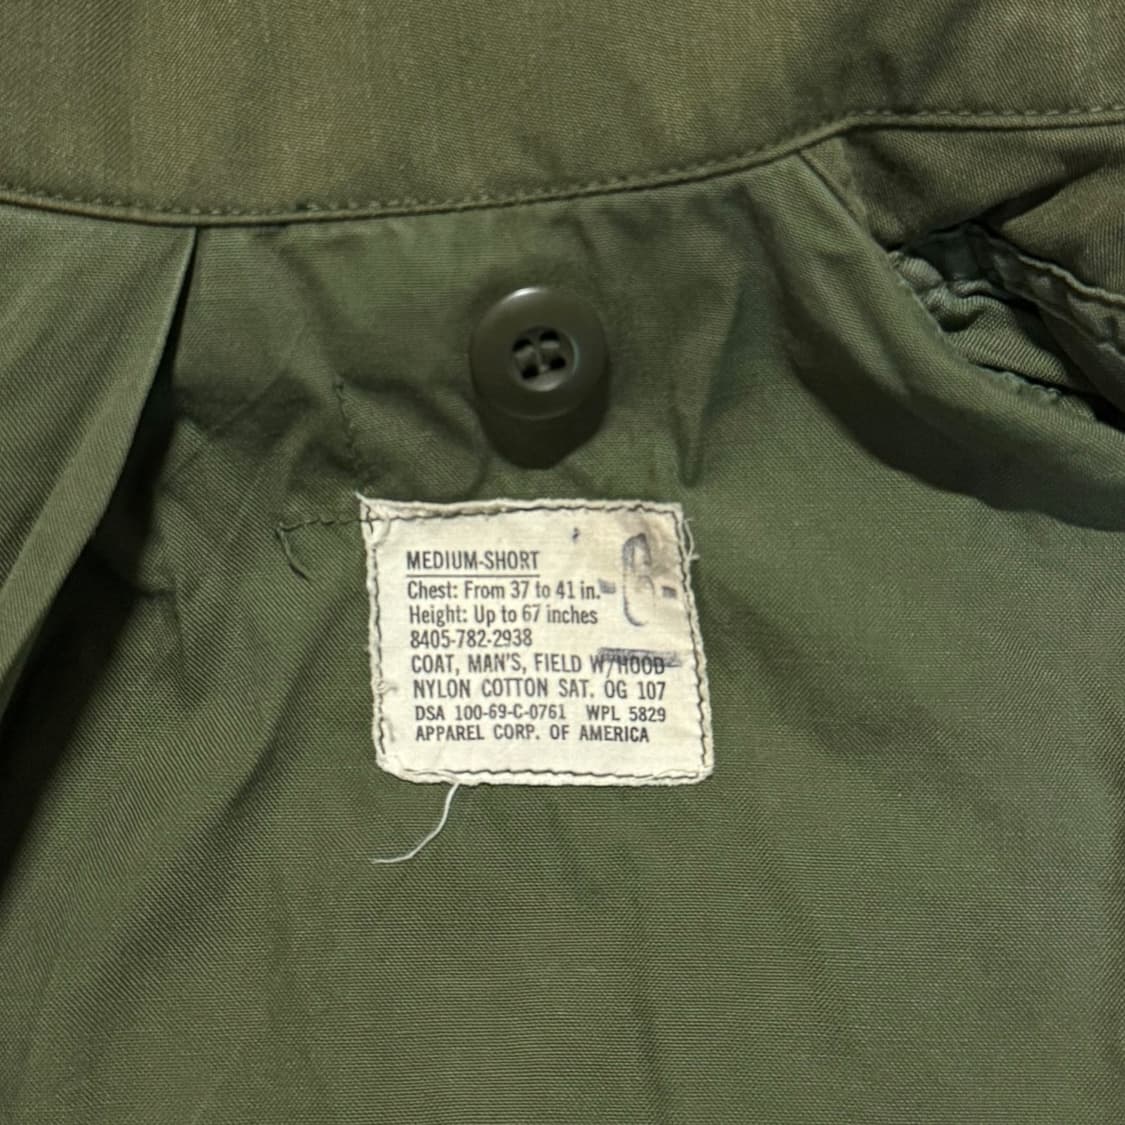 MEDIUM-SHORT
Chest: From 37 to 41 in.
Height: Up to 67 inches
8405-782-2938
COAT, MAN'S, FIELD W/HOOD
NYLON COTTON SAT. OG 107
DSA 100-69-C-0761 WPL 5829
APPAREL CORP. OF AMERICA